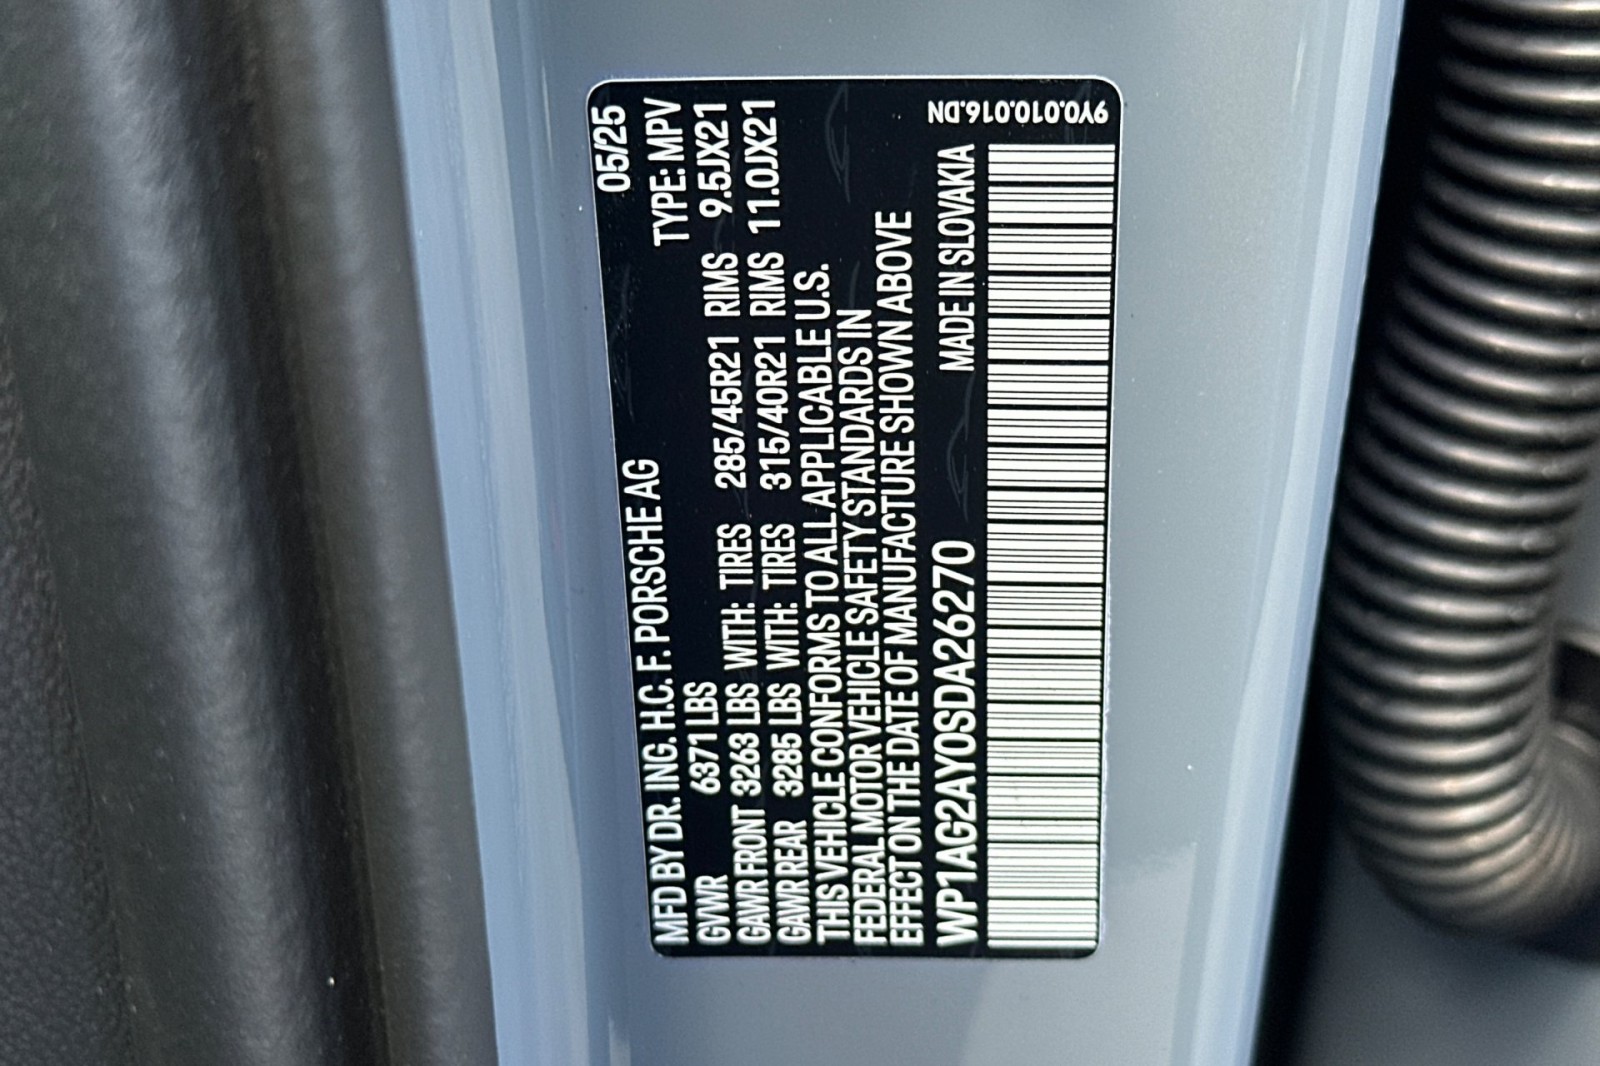 MFD BY DR. ING. H.C. F. PORSCHE AG 05/25
GVWR 6371 LBS TYPE: MPV
GAWR FRONT 3263 LBS WITH: TIRES 285/45R21 RIMS 9.5JX21
GAWR REAR 3285 LBS WITH: TIRES 315/40R21 RIMS 11.0JX21
THIS VEHICLE CONFORMS TO ALL APPLICABLE U.S.
FEDERAL MOTOR VEHICLE SAFETY STANDARDS IN
EFFECT ON THE DATE OF MANUFACTURE SHOWN ABOVE
WP1AG2AY0SDA26270 MADE IN SLOVAKIA
9Y0.010.016.DN